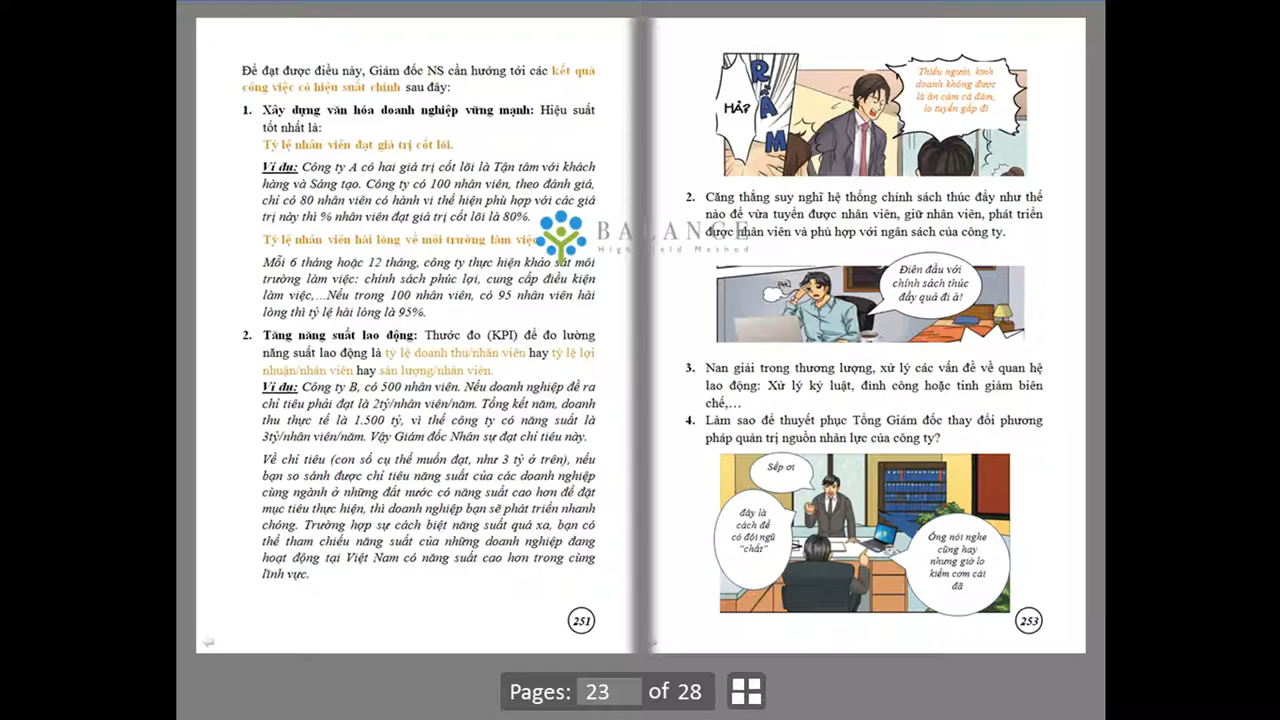 Để đạt được điều này, Giám đốc NS cần hướng tới các kết quả
công việc có hiệu suất chính sau đây:
1. Xây dựng văn hóa doanh nghiệp vững mạnh: Hiệu suất
tốt nhất là:
Tỷ lệ nhân viên đạt giá trị cốt lõi.
Ví dụ: Công ty A có hai giá trị cốt lõi là Tận tâm với khách
hàng và Sáng tạo. Công ty có 100 nhân viên, theo đánh giá,
chỉ có 80 nhân viên có hành vi thể hiện phù hợp với các giá
trị này thì % nhân viên đạt giá trị cốt lõi là 80%.
Tỷ lệ nhân viên hài lòng về môi trường làm việc
Mỗi 6 tháng hoặc 12 tháng, công ty thực hiện khảo sát môi
trường làm việc: chính sách phúc lợi, cung cấp điều kiện
làm việc,...Nếu trong 100 nhân viên, có 95 nhân viên hài
lòng thì tỷ lệ hài lòng là 95%.
2. Tăng năng suất lao động: Thước đo (KPI) để đo lường
năng suất lao động là tỷ lệ doanh thu/nhân viên hay tỷ lệ lợi
nhuận/nhân viên hay sản lượng/nhân viên.
Ví dụ: Công ty B, có 500 nhân viên. Nếu doanh nghiệp đề ra
chỉ tiêu phải đạt là 2tỷ/nhân viên/năm. Tổng kết năm, doanh
thu thực tế là 1.500 tỷ, vì thế công ty có năng suất là
3tỷ/nhân viên/năm. Vậy Giám đốc Nhân sự đạt chỉ tiêu này.
Về chỉ tiêu (con số cụ thể muốn đạt, như 3 tỷ ở trên), nếu
bạn so sánh được chỉ tiêu năng suất của các doanh nghiệp
cùng ngành ở những đất nước có năng suất cao hơn để đặt
mục tiêu thực hiện, thì doanh nghiệp bạn sẽ phát triển nhanh
chóng. Trường hợp sự cách biệt năng suất quá xa, bạn có
thể tham chiếu năng suất của những doanh nghiệp đang
hoạt động tại Việt Nam có năng suất cao hơn trong cùng
lĩnh vực.
251
BALANCE
High Yield Method
HẢ?
RẦM
Thiếu người, kinh
doanh không được
là ăn cám cả đám,
lo tuyển gấp đi
2. Căng thẳng suy nghĩ hệ thống chính sách thúc đẩy như thế
nào để vừa tuyển được nhân viên, giữ nhân viên, phát triển
được nhân viên và phù hợp với ngân sách của công ty.
Điên đầu với
chính sách thúc
đẩy quá đi à!
3. Nan giải trong thương lượng, xử lý các vấn đề về quan hệ
lao động: Xử lý kỷ luật, đình công hoặc tinh giảm biên
chế,...
4. Làm sao để thuyết phục Tổng Giám đốc thay đổi phương
pháp quản trị nguồn nhân lực của công ty?
Sếp ơi
đây là
cách để
có đội ngũ
"chất"
Ông nói nghe
cũng hay
nhưng giờ lo
kiếm cơm cái
đã
253
Pages: 23 of 28